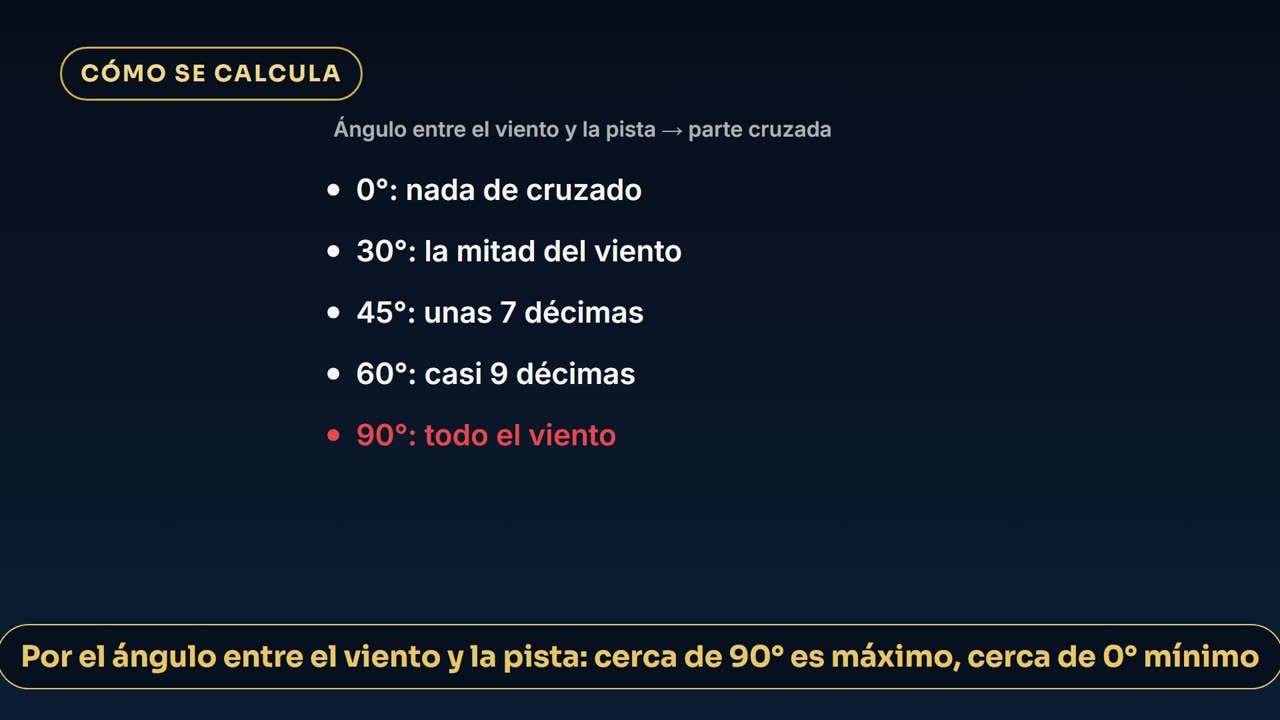 CÓMO SE CALCULA
Ángulo entre el viento y la pista → parte cruzada
• 0°: nada de cruzado
• 30°: la mitad del viento
• 45°: unas 7 décimas
• 60°: casi 9 décimas
• 90°: todo el viento
Por el ángulo entre el viento y la pista: cerca de 90° es máximo, cerca de 0° mínimo